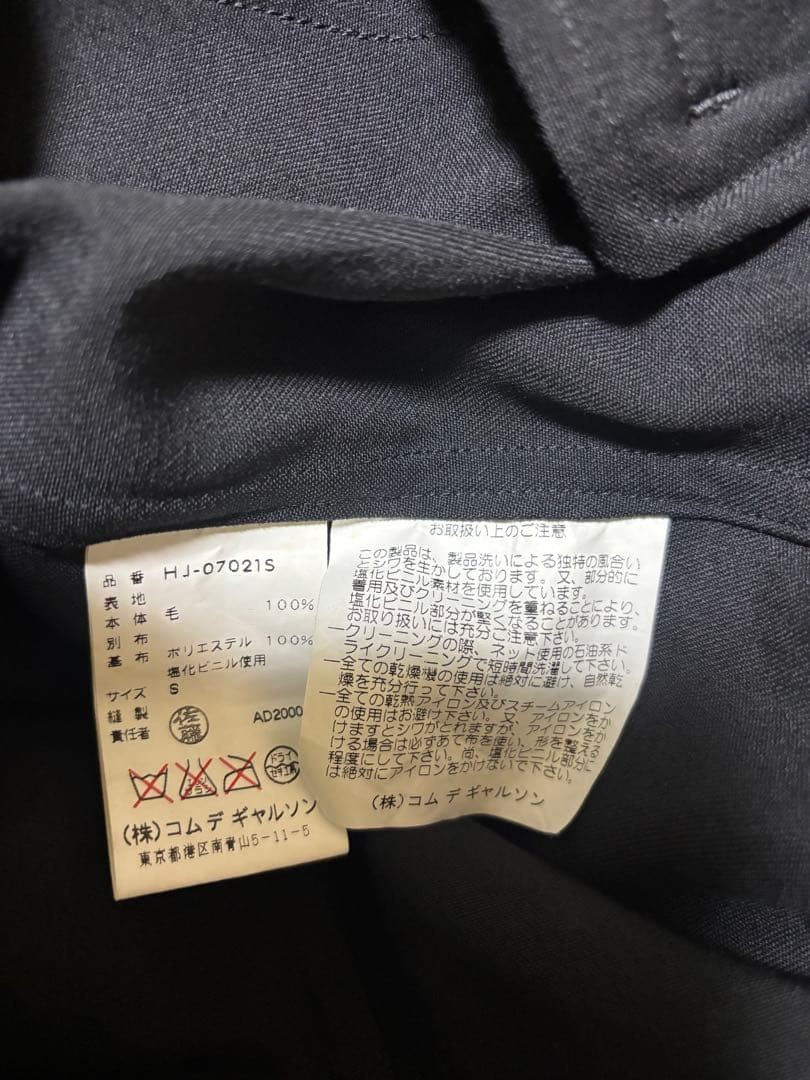 品番 HJ-07021S
表地
本体 毛 100%
別布
基布 ポリエステル 100%
塩化ビニル使用
サイズ S
縫製
責任者 佐藤 AD2000
エンソサラシ
ドライ
セキユ系
(株)コム デ ギャルソン
東京都港区南青山5-11-5
お取扱い上のご注意
この製品は、製品洗いによる独特の風合い
とシワを生かしております。又、部分的に
塩化ビニル素材を使用しています。
着用及びクリーニングを重ねることにより、
塩化ビニル部分が堅くなることがあります。
お取り扱いには充分ご注意下さい。
—クリーニングの際、ネット使用の石油系ド
ライクリーニングで短時間洗濯して下さい。
—全ての乾燥機の使用は絶対に避け、自然乾
燥を充分行って下さい。
—全ての乾熱アイロン及びスチームアイロン
の使用はお避け下さい。又、アイロンをか
けますとシワがとれますが、アイロンをか
ける場合は必ずあて布を使い、形を整える
程度にして下さい。尚、塩化ビニル部分に
は絶対にアイロンをかけないで下さい。
(株)コム デ ギャルソン